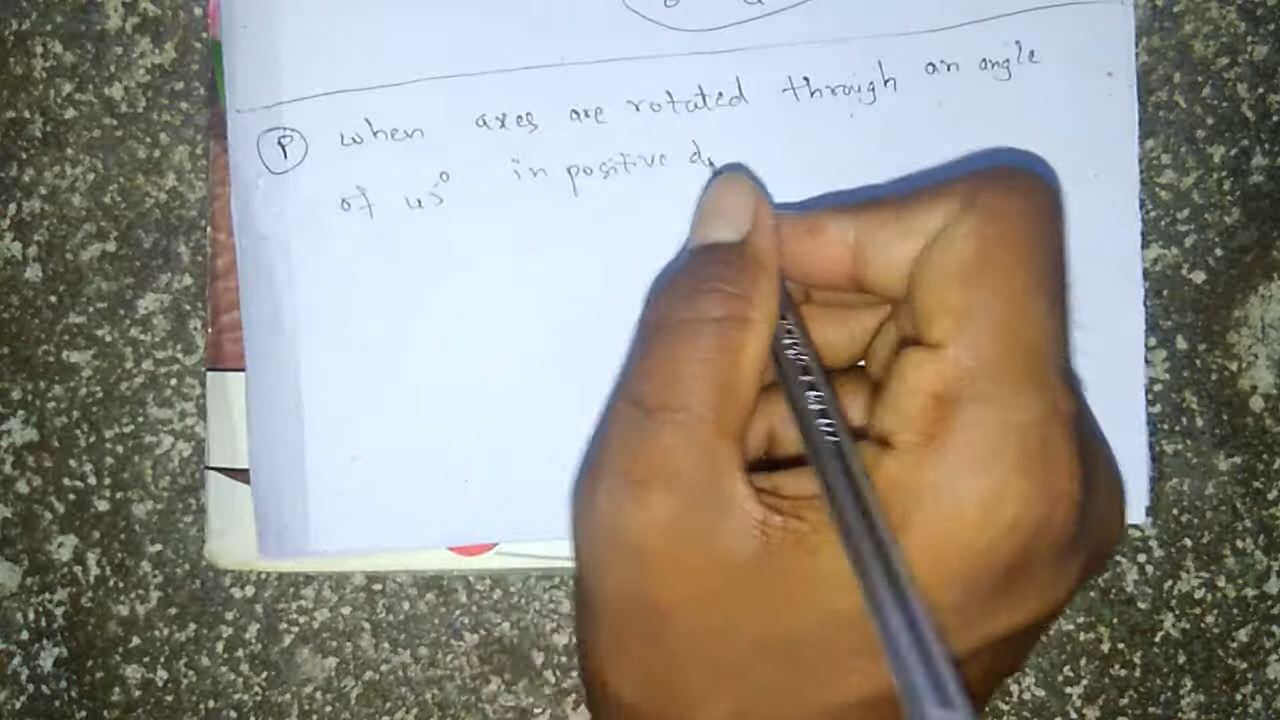 P when axes are rotated through an angle
of 45° in positive